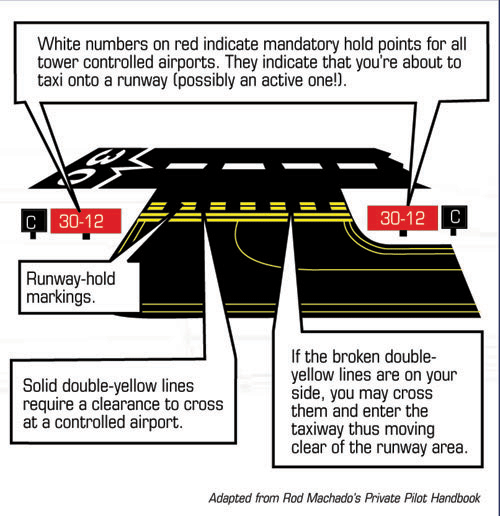 White numbers on red indicate mandatory hold points for all
tower controlled airports. They indicate that you're about to
taxi onto a runway (possibly an active one!).
30
C 30-12
30-12 C
Runway-hold
markings.
Solid double-yellow lines
require a clearance to cross
at a controlled airport.
If the broken double-
yellow lines are on your
side, you may cross
them and enter the
taxiway thus moving
clear of the runway area.
Adapted from Rod Machado's Private Pilot Handbook